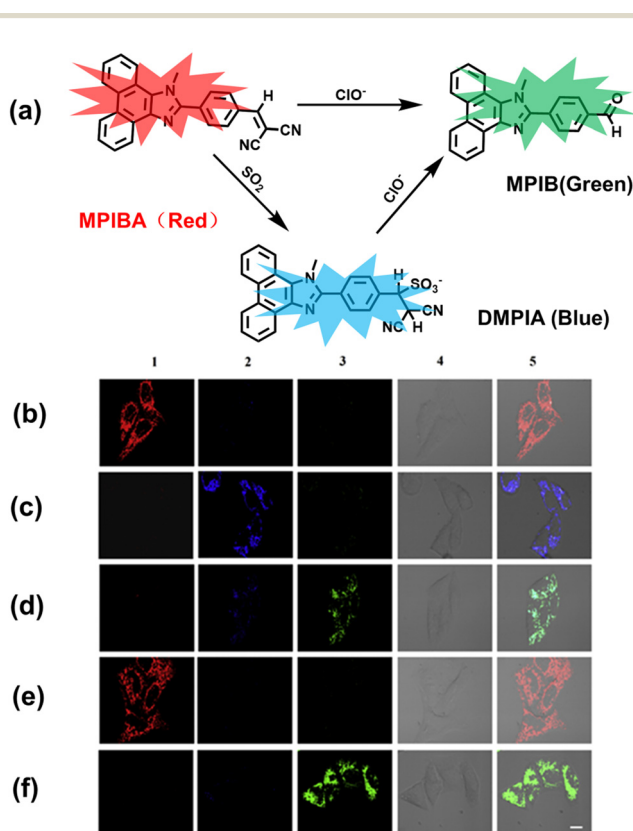 (a)
N
N
H
NC
CN
ClO⁻
N
N
O
H
MPIB(Green)
SO₂
ClO⁻
MPIBA（Red）
N
N
H
SO₃⁻
CN
NC
H
DMPIA (Blue)
1 2 3 4 5
(b)
(c)
(d)
(e)
(f)